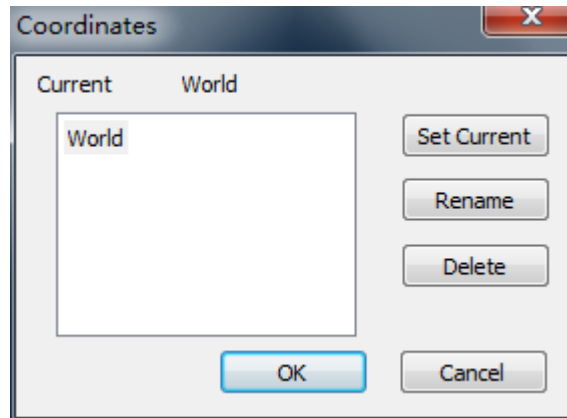 Coordinates
Current World
World
Set Current
Rename
Delete
OK
Cancel